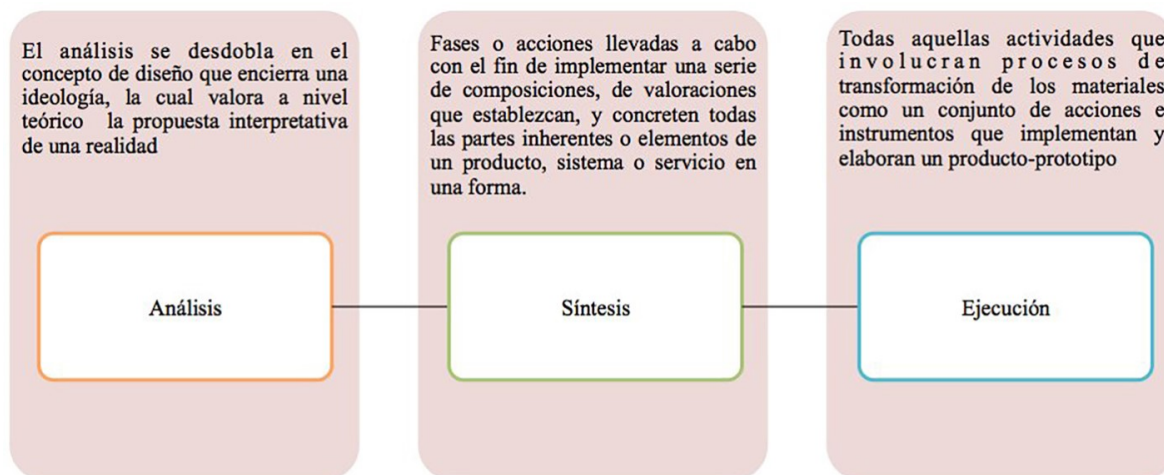 El análisis se desdobla en el
concepto de diseño que encierra una
ideología, la cual valora a nivel
teórico la propuesta interpretativa
de una realidad
Análisis
Fases o acciones llevadas a cabo
con el fin de implementar una serie
de composiciones, de valoraciones
que establezcan, y concreten todas
las partes inherentes o elementos de
un producto, sistema o servicio en
una forma.
Síntesis
Todas aquellas actividades que
involucran procesos de
transformación de los materiales
como un conjunto de acciones e
instrumentos que implementan y
elaboran un producto-prototipo
Ejecución